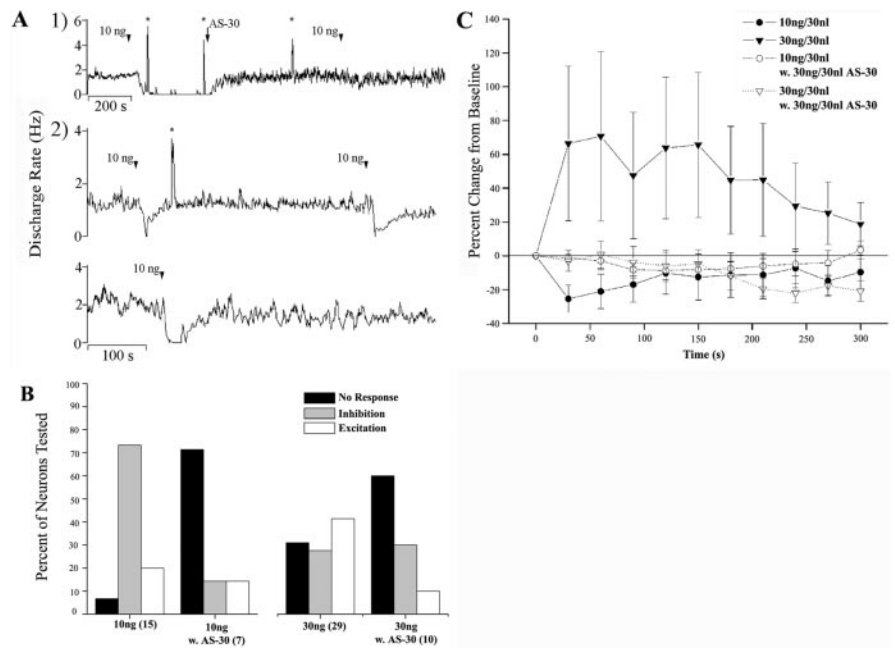 A
1)
10 ng
*
*
AS-30
*
10 ng
6
4
2
0
200 s
2)
4
2
0
10 ng
*
10 ng
4
2
0
10 ng
100 s
Discharge Rate (Hz)
B
100
90
80
70
60
50
40
30
20
10
0
Percent of Neurons Tested
No Response
Inhibition
Excitation
10ng (15)
10ng
w. AS-30 (7)
30ng (29)
30ng
w. AS-30 (10)
C
140
120
100
80
60
40
20
0
-20
-40
Percent Change from Baseline
0
50
100
150
200
250
300
Time (s)
10ng/30nl
30ng/30nl
10ng/30nl
w. 30ng/30nl AS-30
30ng/30nl
w. 30ng/30nl AS-30